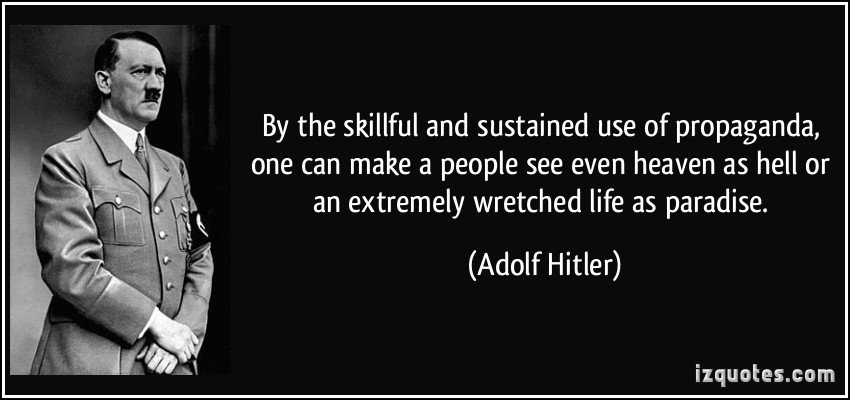 By the skillful and sustained use of propaganda,
one can make a people see even heaven as hell or
an extremely wretched life as paradise.
(Adolf Hitler)
izquotes.com